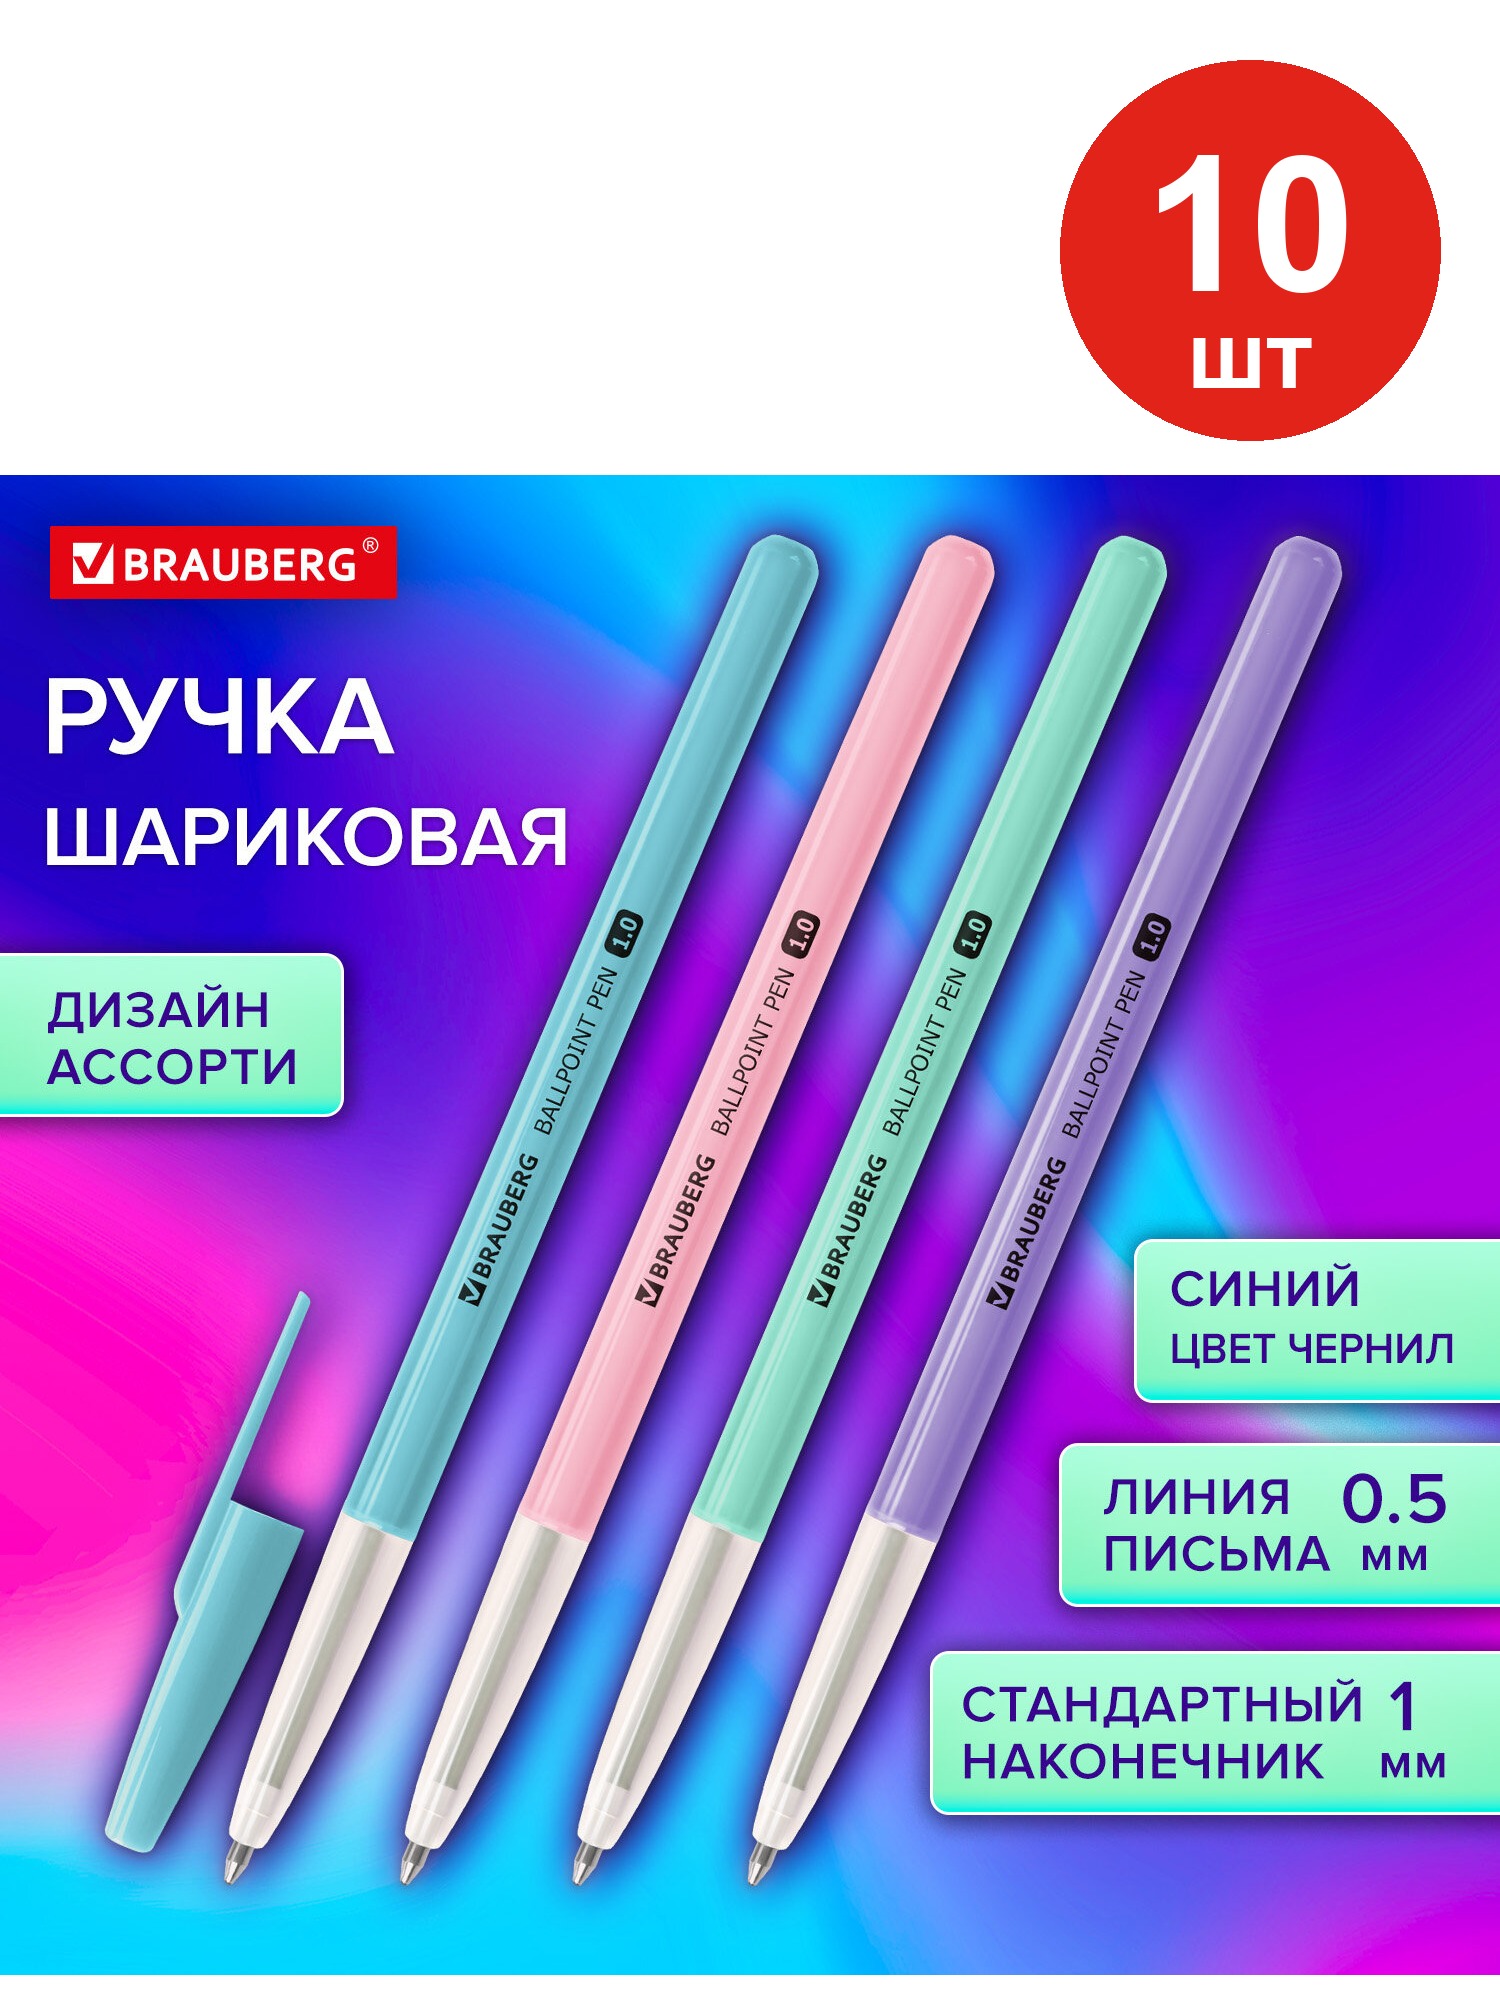 10
шт
BRAUBERG®
РУЧКА
ШАРИКОВАЯ
ДИЗАЙН
АССОРТИ
BRAUBERG BALLPOINT PEN 1.0
BRAUBERG BALLPOINT PEN 1.0
BRAUBERG BALLPOINT PEN 1.0
BRAUBERG BALLPOINT PEN 1.0
СИНИЙ
ЦВЕТ ЧЕРНИЛ
ЛИНИЯ 0.5
ПИСЬМА мм
СТАНДАРТНЫЙ 1
НАКОНЕЧНИК мм